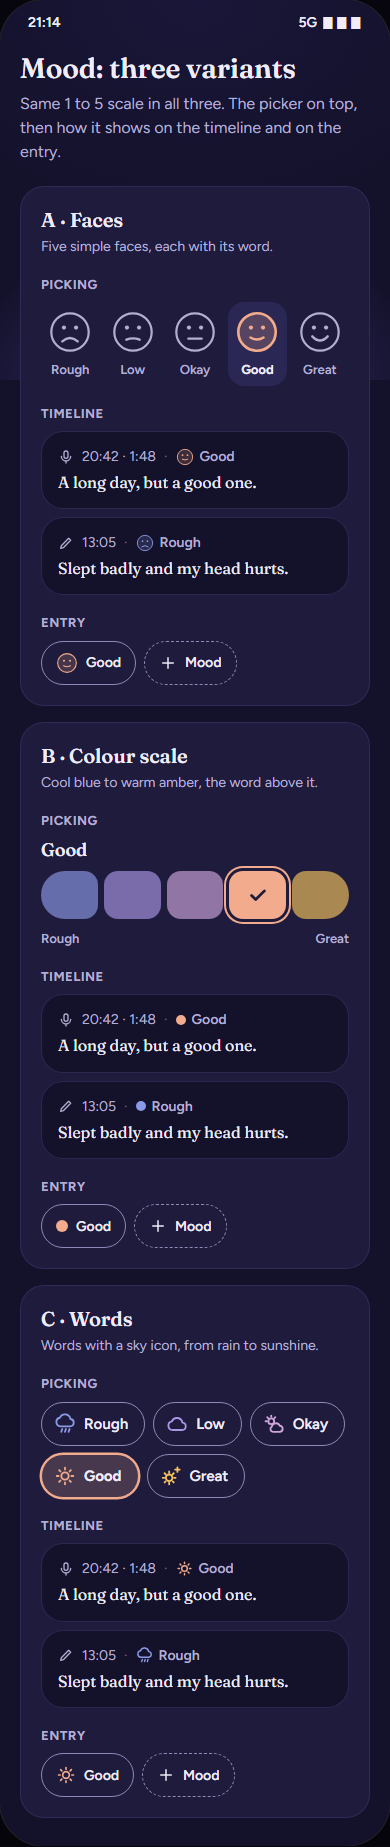 21:14 5G
Mood: three variants
Same 1 to 5 scale in all three. The picker on top,
then how it shows on the timeline and on the
entry.
A · Faces
Five simple faces, each with its word.
PICKING
Rough Low Okay Good Great
TIMELINE
20:42 · 1:48 · Good
A long day, but a good one.
13:05 · Rough
Slept badly and my head hurts.
ENTRY
Good + Mood
B · Colour scale
Cool blue to warm amber, the word above it.
PICKING
Good
Rough Great
TIMELINE
20:42 · 1:48 · Good
A long day, but a good one.
13:05 · Rough
Slept badly and my head hurts.
ENTRY
Good + Mood
C · Words
Words with a sky icon, from rain to sunshine.
PICKING
Rough Low Okay
Good Great
TIMELINE
20:42 · 1:48 · Good
A long day, but a good one.
13:05 · Rough
Slept badly and my head hurts.
ENTRY
Good + Mood